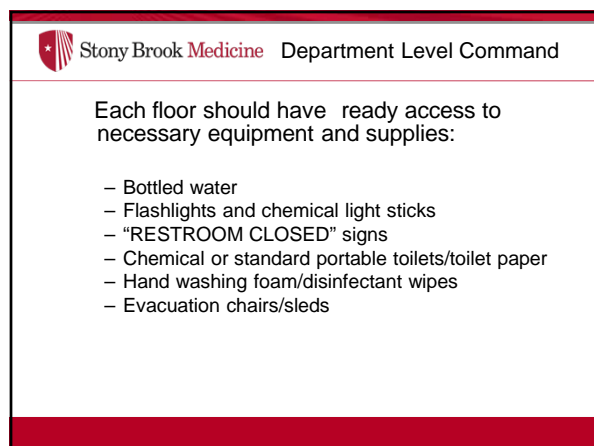 Stony Brook Medicine Department Level Command
Each floor should have ready access to
necessary equipment and supplies:
– Bottled water
– Flashlights and chemical light sticks
– “RESTROOM CLOSED” signs
– Chemical or standard portable toilets/toilet paper
– Hand washing foam/disinfectant wipes
– Evacuation chairs/sleds